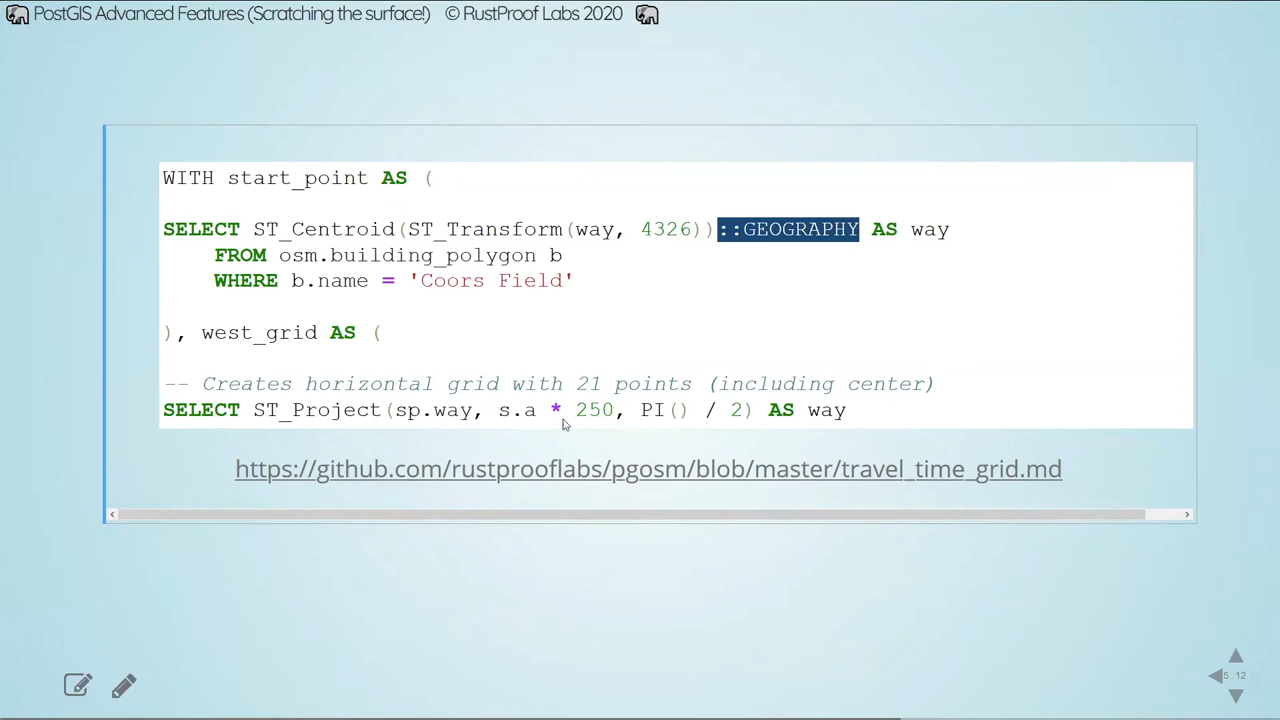 PostGIS Advanced Features (Scratching the surface!) © RustProof Labs 2020
WITH start_point AS (
SELECT ST_Centroid(ST_Transform(way, 4326))::GEOGRAPHY AS way
FROM osm.building_polygon b
WHERE b.name = 'Coors Field'
), west_grid AS (
-- Creates horizontal grid with 21 points (including center)
SELECT ST_Project(sp.way, s.a * 250, PI() / 2) AS way
https://github.com/rustprooflabs/pgosm/blob/master/travel_time_grid.md
5.12